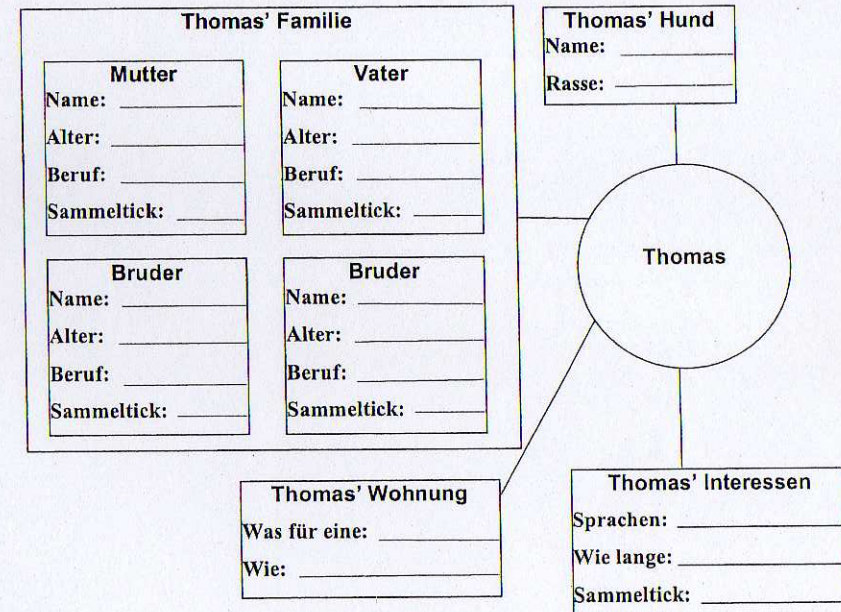 Thomas' Familie
Mutter
Name:
Alter:
Beruf:
Sammeltick:
Vater
Name:
Alter:
Beruf:
Sammeltick:
Bruder
Name:
Alter:
Beruf:
Sammeltick:
Bruder
Name:
Alter:
Beruf:
Sammeltick:
Thomas' Hund
Name:
Rasse:
Thomas
Thomas' Wohnung
Was für eine:
Wie:
Thomas' Interessen
Sprachen:
Wie lange:
Sammeltick: